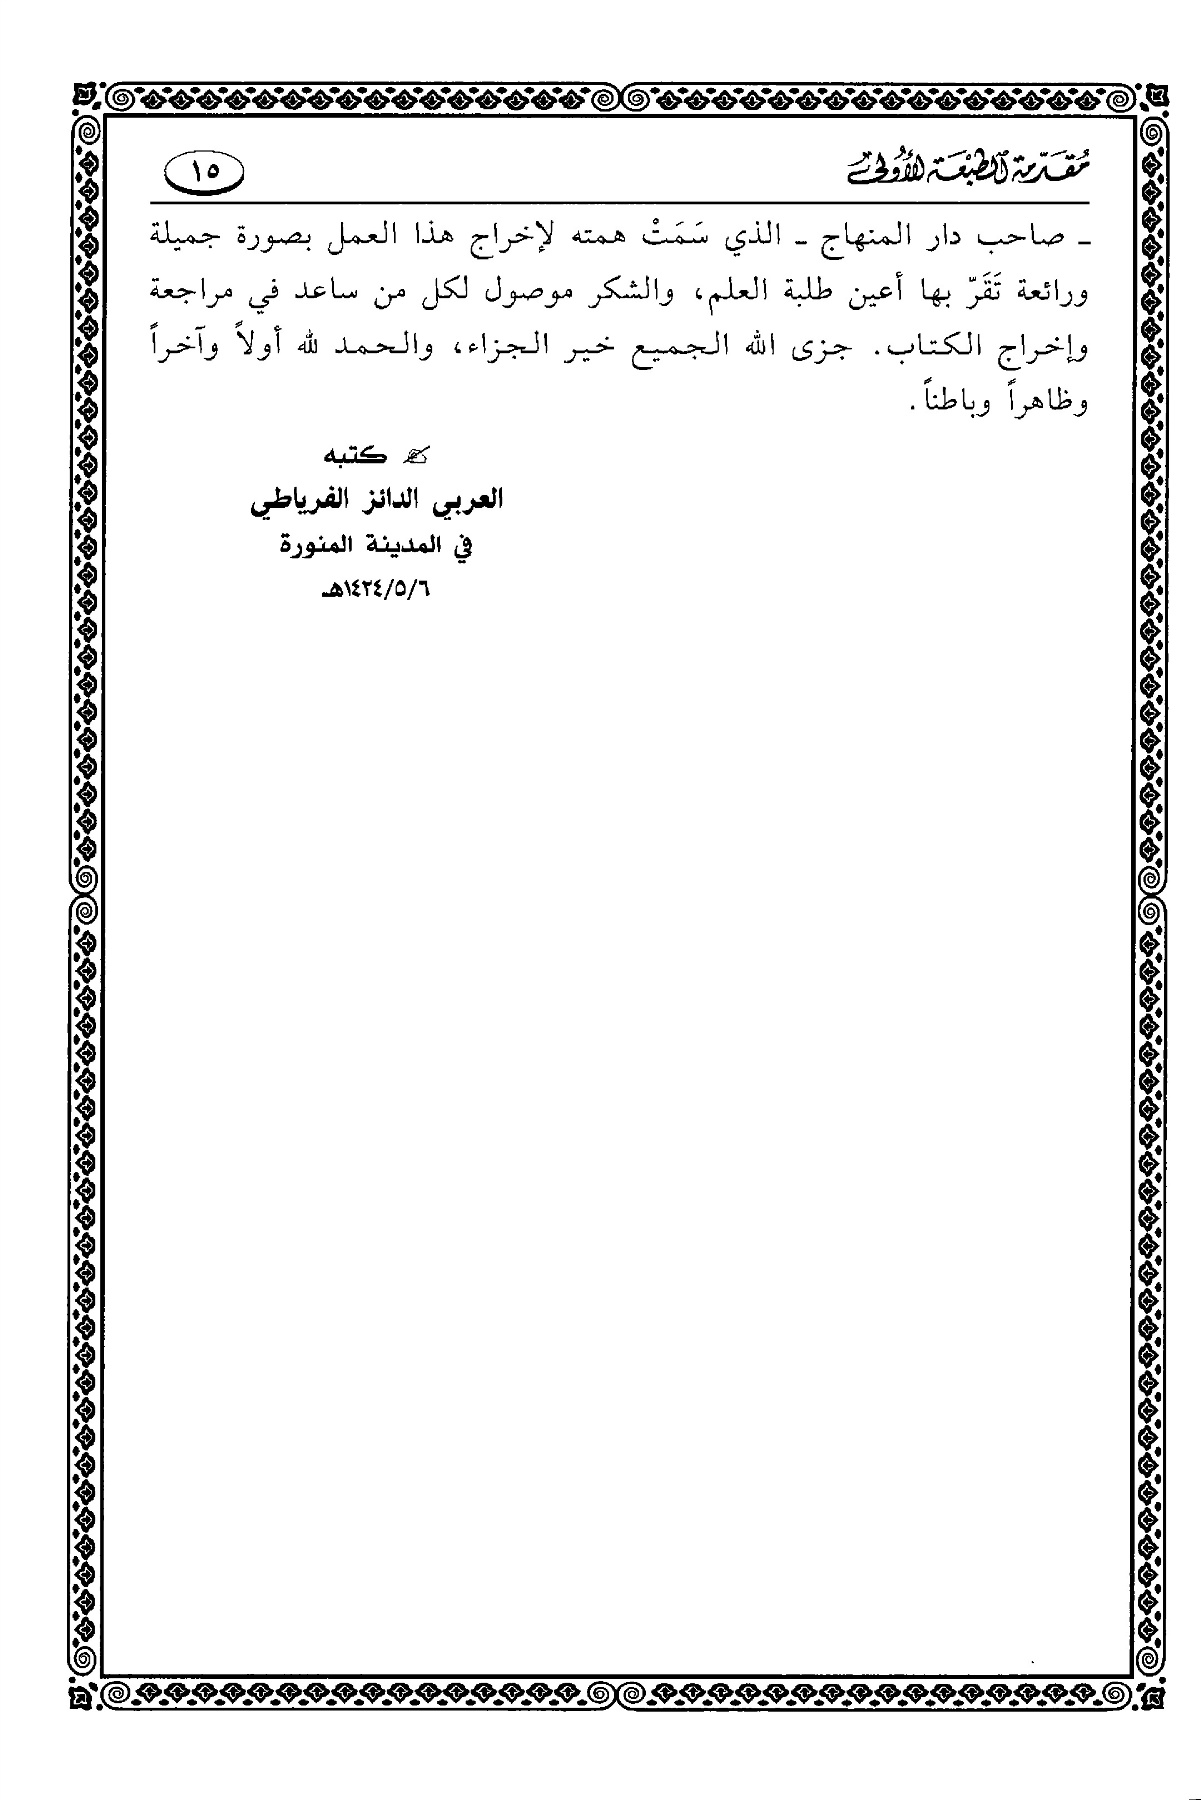 مُقَدِّمَة الطَّبْعَة الأُولَى
١٥
ـ صاحب دار المنهاج ـ الذي سَمَتْ همته لإخراج هذا العمل بصورة جميلة
ورائعة تَقَرّ بها أعين طلبة العلم، والشكر موصول لكل من ساعد في مراجعة
وإخراج الكتاب. جزى الله الجميع خير الجزاء، والحمد لله أولاً وآخراً
وظاهراً وباطناً.
كتبه
العربي الدائز الفرياطي
في المدينة المنورة
١٤٢٤/٥/٦هـ